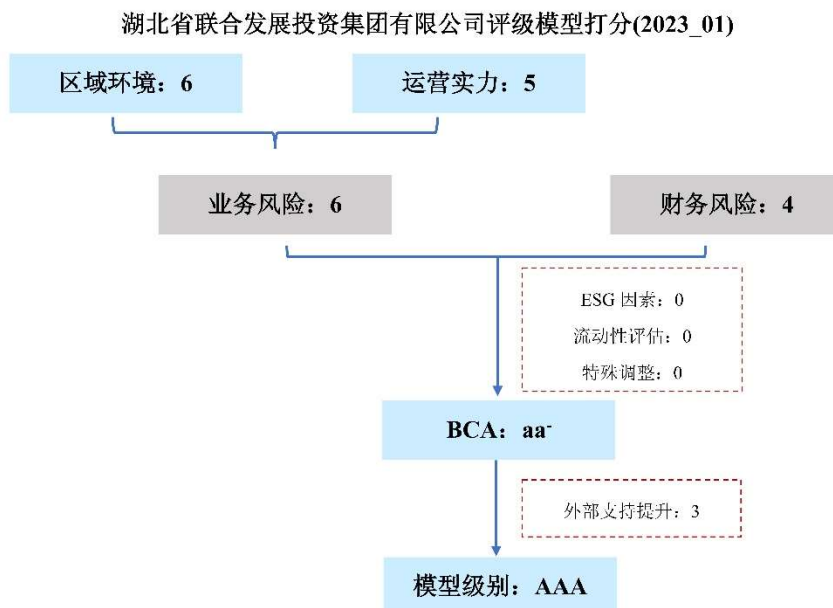 湖北省联合发展投资集团有限公司评级模型打分(2023_01)
区域环境：6
运营实力：5
业务风险：6
财务风险：4
ESG 因素：0
流动性评估：0
特殊调整：0
BCA：aa-
外部支持提升：3
模型级别：AAA